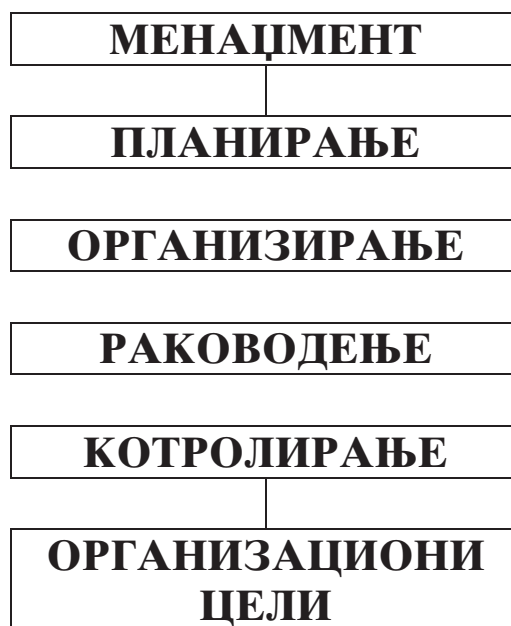 МЕНАЏМЕНТ
ПЛАНИРАЊЕ
ОРГАНИЗИРАЊЕ
РАКОВОДЕЊЕ
КОТРОЛИРАЊЕ
ОРГАНИЗАЦИОНИ
ЦЕЛИ